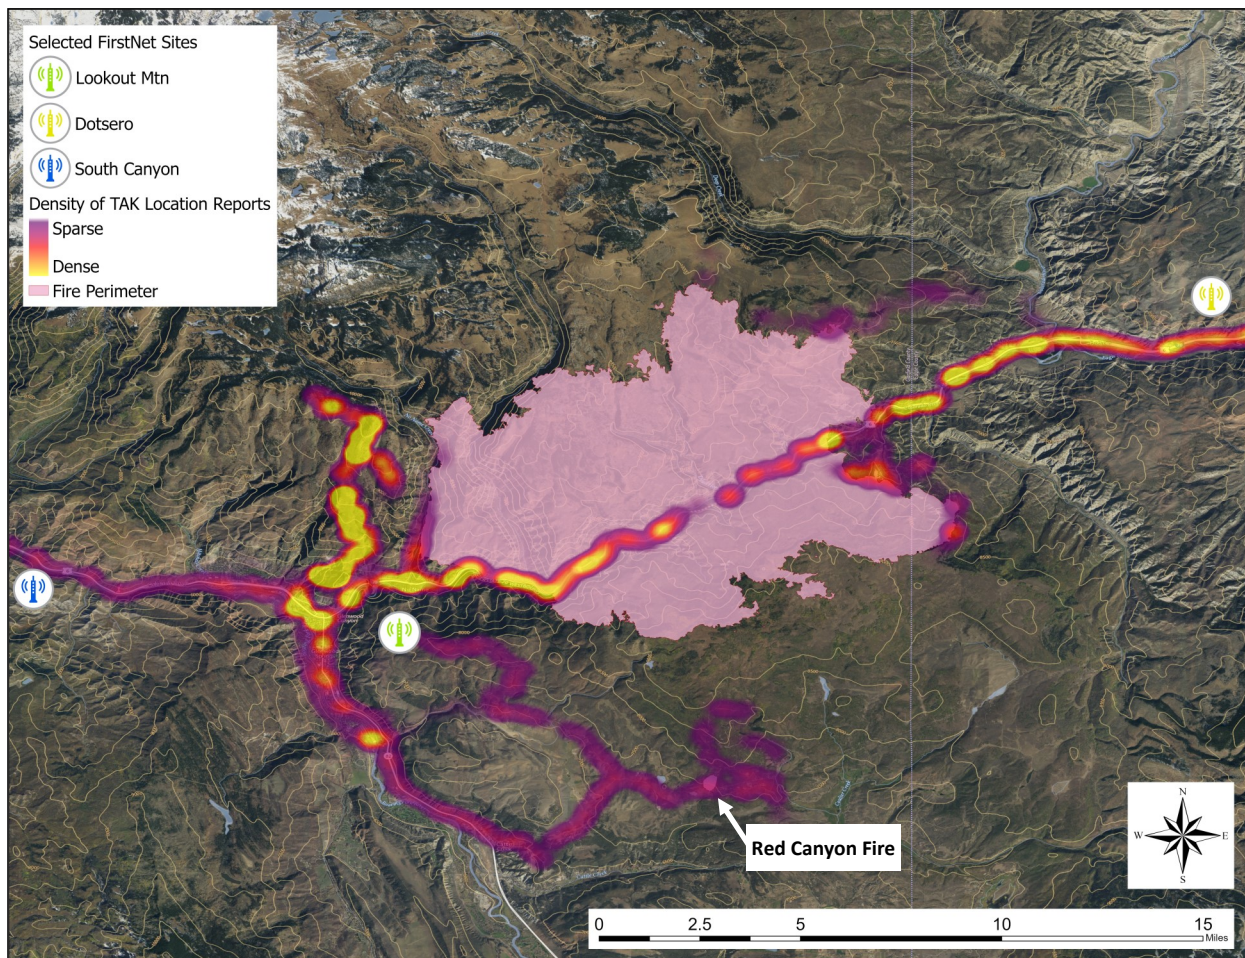 Selected FirstNet Sites
Lookout Mtn
Dotsero
South Canyon
Density of TAK Location Reports
Sparse
Dense
Fire Perimeter
Red Canyon Fire
N
W
E
S
0 2.5 5 10 15
Miles